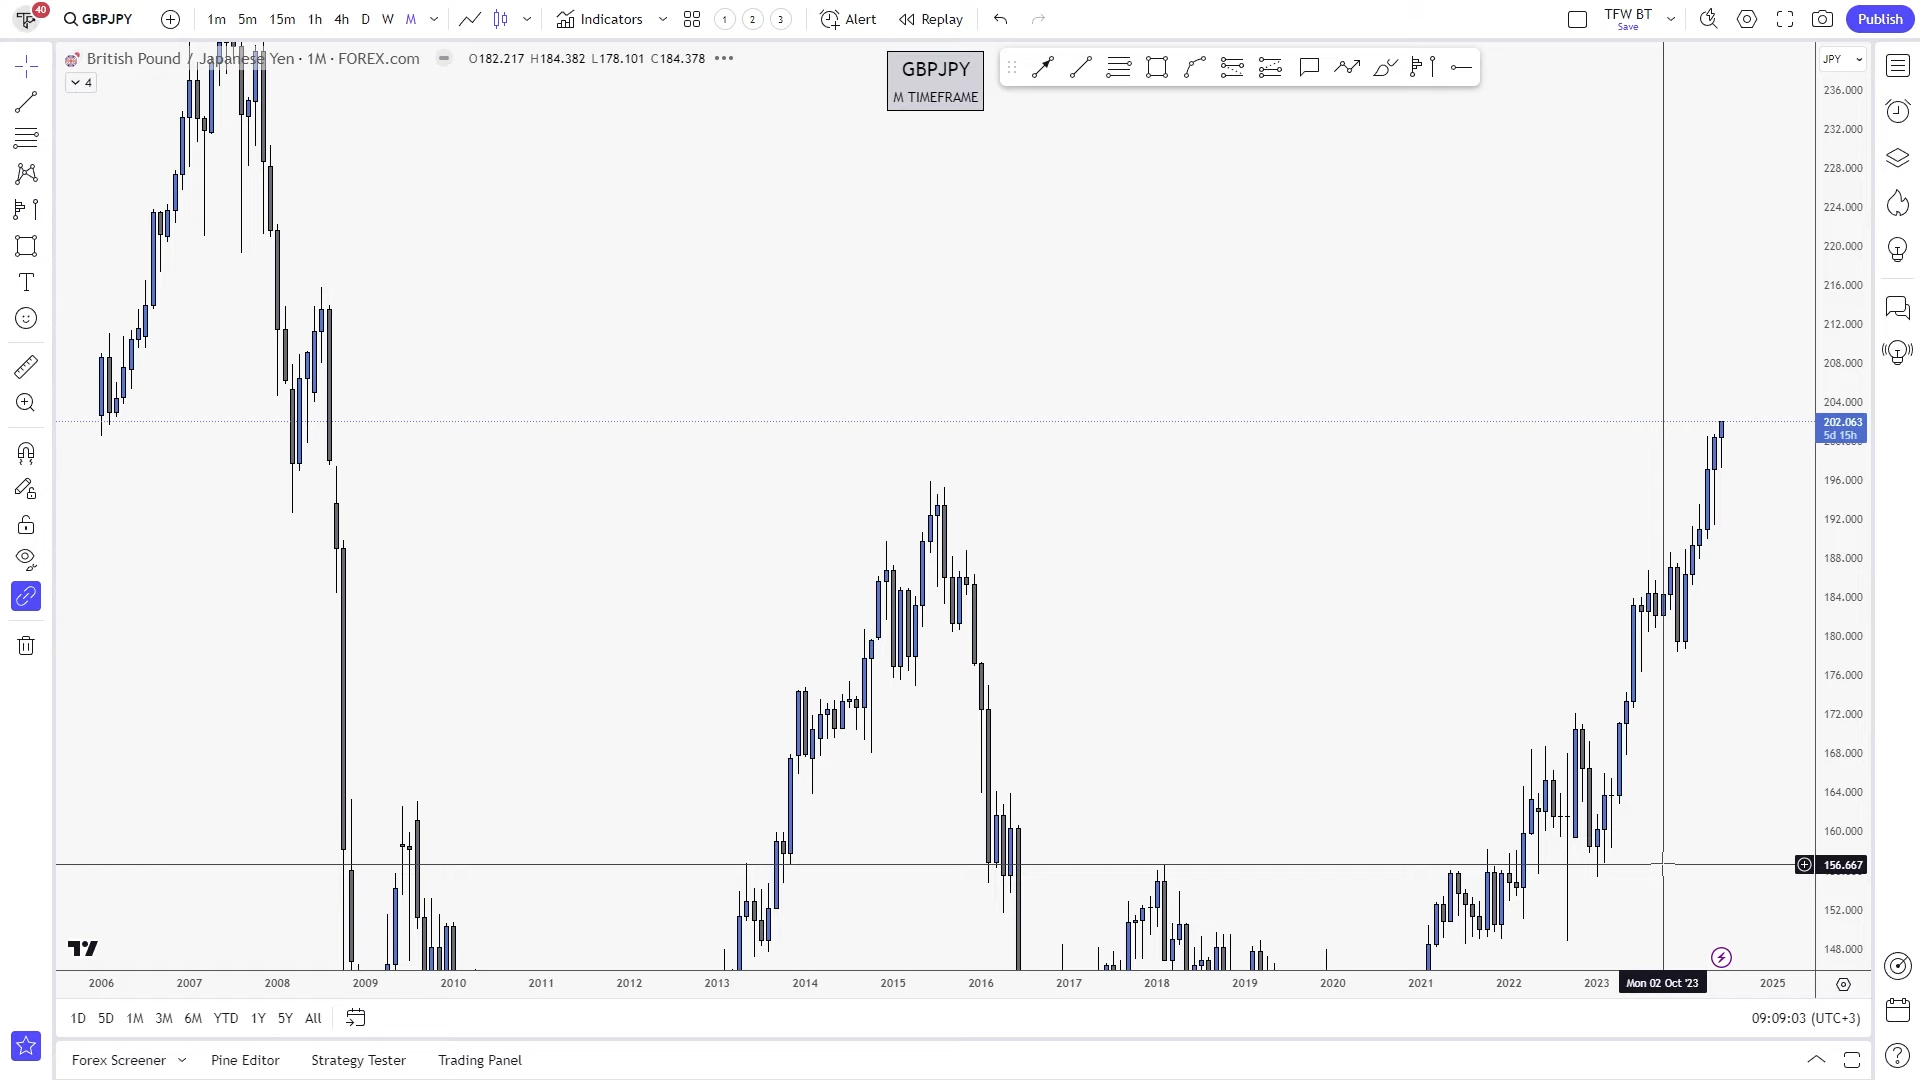 40
GBPJPY 1m 5m 15m 1h 4h D W M Indicators 1 2 3 Alert Replay TFW BT Save Publish
British Pound / Japanese Yen · 1M · FOREX.com O182.217 H184.382 L178.101 C184.378
4
GBPJPY
M TIMEFRAME
JPY
236.000
232.000
228.000
224.000
220.000
216.000
212.000
208.000
204.000
202.063
5d 15h
196.000
192.000
188.000
184.000
180.000
176.000
172.000
168.000
164.000
160.000
156.667
152.000
148.000
2006 2007 2008 2009 2010 2011 2012 2013 2014 2015 2016 2017 2018 2019 2020 2021 2022 2023 Mon 02 Oct '23 2025
1D 5D 1M 3M 6M YTD 1Y 5Y All 09:09:03 (UTC+3)
Forex Screener Pine Editor Strategy Tester Trading Panel